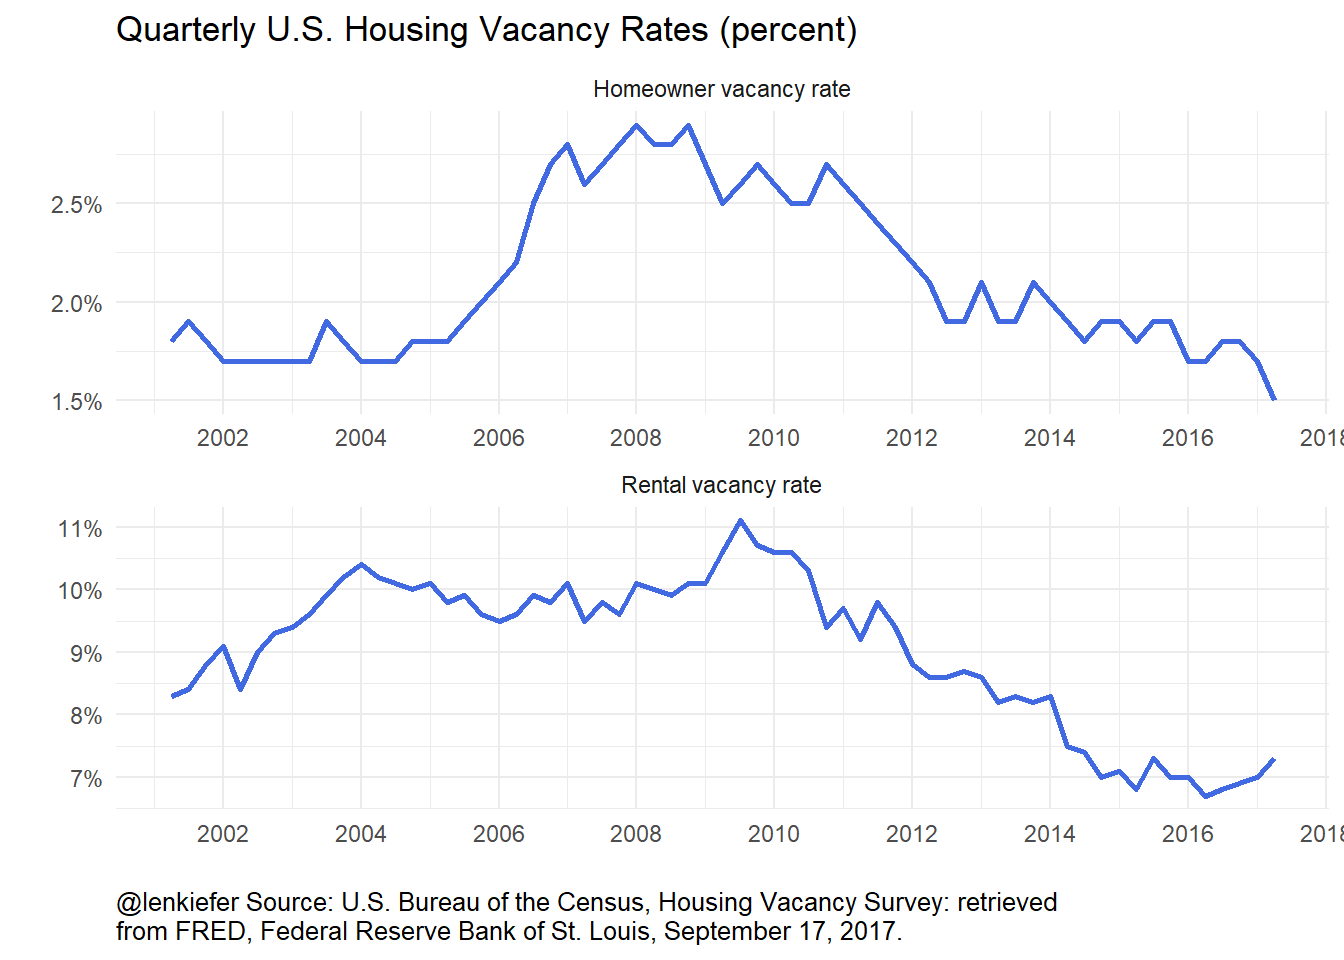 Quarterly U.S. Housing Vacancy Rates (percent)
Homeowner vacancy rate
2.5%
2.0%
1.5%
2002 2004 2006 2008 2010 2012 2014 2016 2018
Rental vacancy rate
11%
10%
9%
8%
7%
2002 2004 2006 2008 2010 2012 2014 2016 2018
@lenkiefer Source: U.S. Bureau of the Census, Housing Vacancy Survey: retrieved
from FRED, Federal Reserve Bank of St. Louis, September 17, 2017.